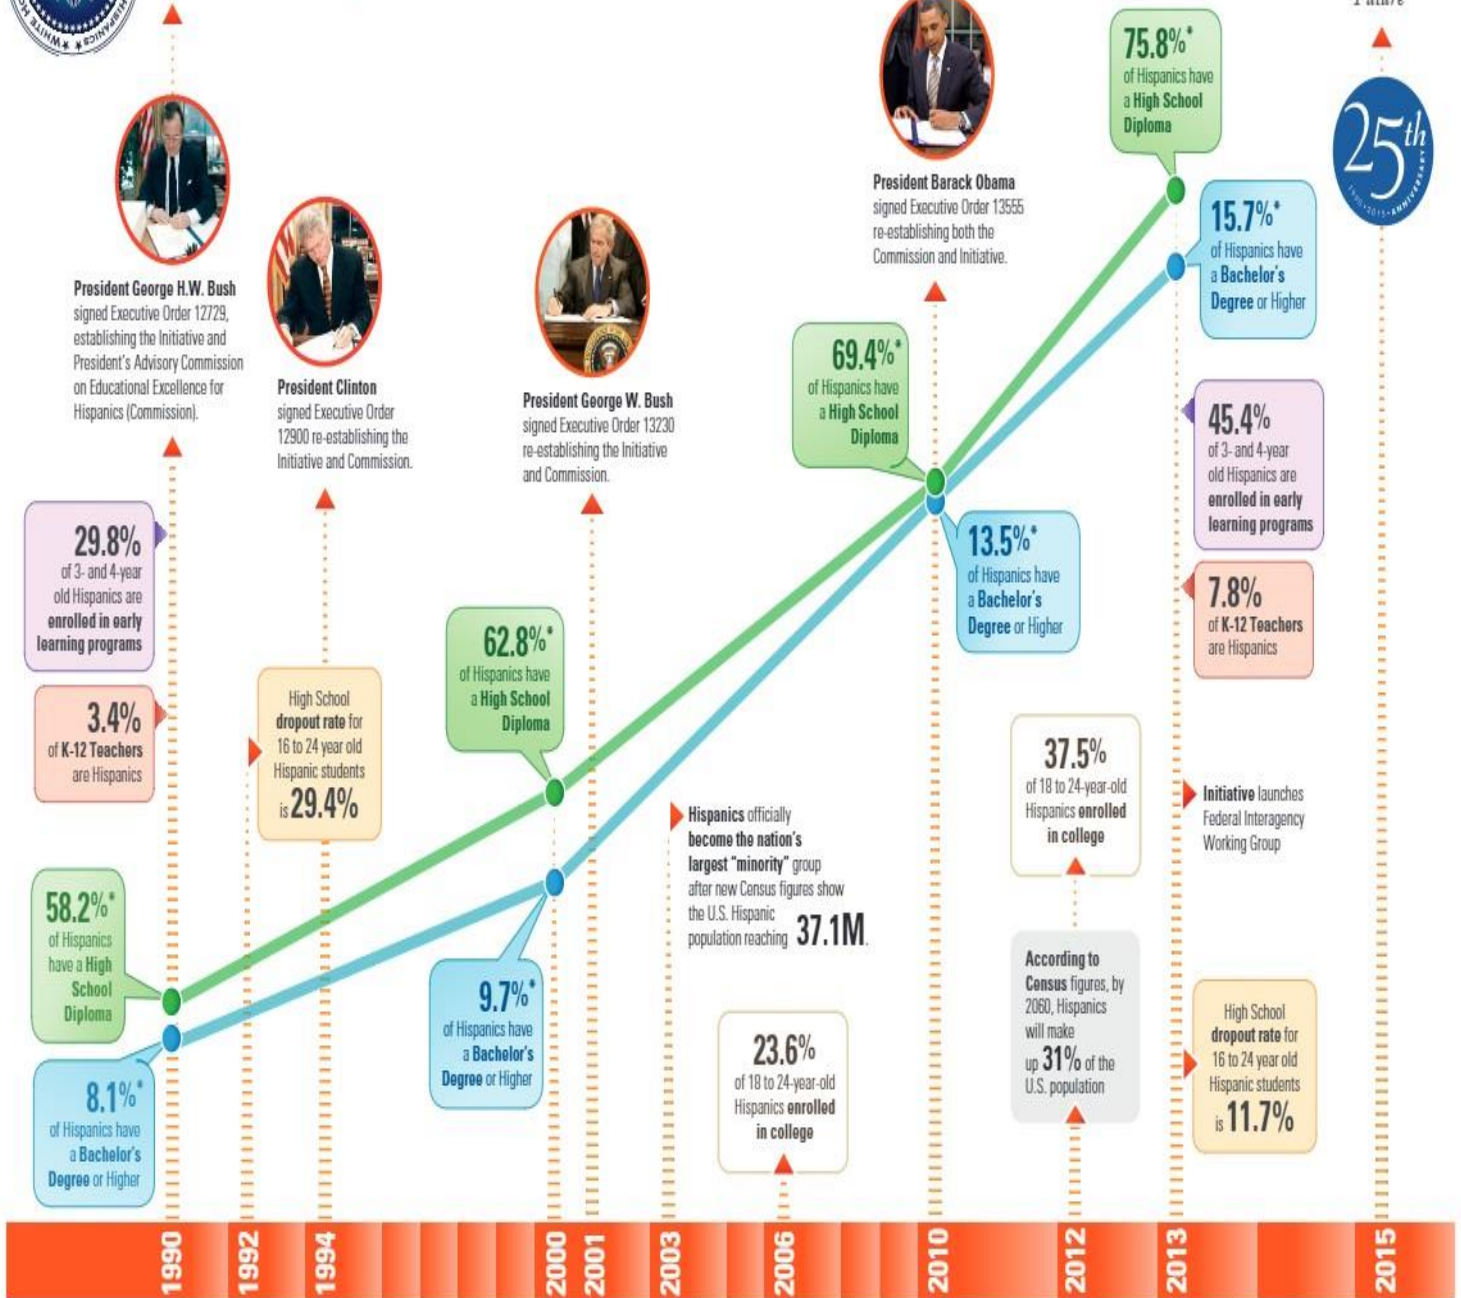 HISPANICS ★ WHITE HO
Future
25th
1990•2015•ANNIVERSARY
President George H.W. Bush
signed Executive Order 12729,
establishing the Initiative and
President's Advisory Commission
on Educational Excellence for
Hispanics (Commission).
President Clinton
signed Executive Order
12900 re-establishing the
Initiative and Commission.
President George W. Bush
signed Executive Order 13230
re-establishing the Initiative
and Commission.
President Barack Obama
signed Executive Order 13555
re-establishing both the
Commission and Initiative.
75.8%*
of Hispanics have
a High School
Diploma
15.7%*
of Hispanics have
a Bachelor's
Degree or Higher
69.4%*
of Hispanics have
a High School
Diploma
13.5%*
of Hispanics have
a Bachelor's
Degree or Higher
45.4%
of 3- and 4-year
old Hispanics are
enrolled in early
learning programs
7.8%
of K-12 Teachers
are Hispanics
29.8%
of 3- and 4-year
old Hispanics are
enrolled in early
learning programs
3.4%
of K-12 Teachers
are Hispanics
High School
dropout rate for
16 to 24 year old
Hispanic students
is 29.4%
62.8%*
of Hispanics have
a High School
Diploma
58.2%*
of Hispanics
have a High
School
Diploma
8.1%*
of Hispanics have
a Bachelor's
Degree or Higher
9.7%*
of Hispanics have
a Bachelor's
Degree or Higher
Hispanics officially
become the nation's
largest "minority" group
after new Census figures show
the U.S. Hispanic
population reaching 37.1M.
23.6%
of 18 to 24-year-old
Hispanics enrolled
in college
37.5%
of 18 to 24-year-old
Hispanics enrolled
in college
According to
Census figures, by
2060, Hispanics
will make
up 31% of the
U.S. population
Initiative launches
Federal Interagency
Working Group
High School
dropout rate for
16 to 24 year old
Hispanic students
is 11.7%
1990
1992
1994
2000
2001
2003
2006
2010
2012
2013
2015